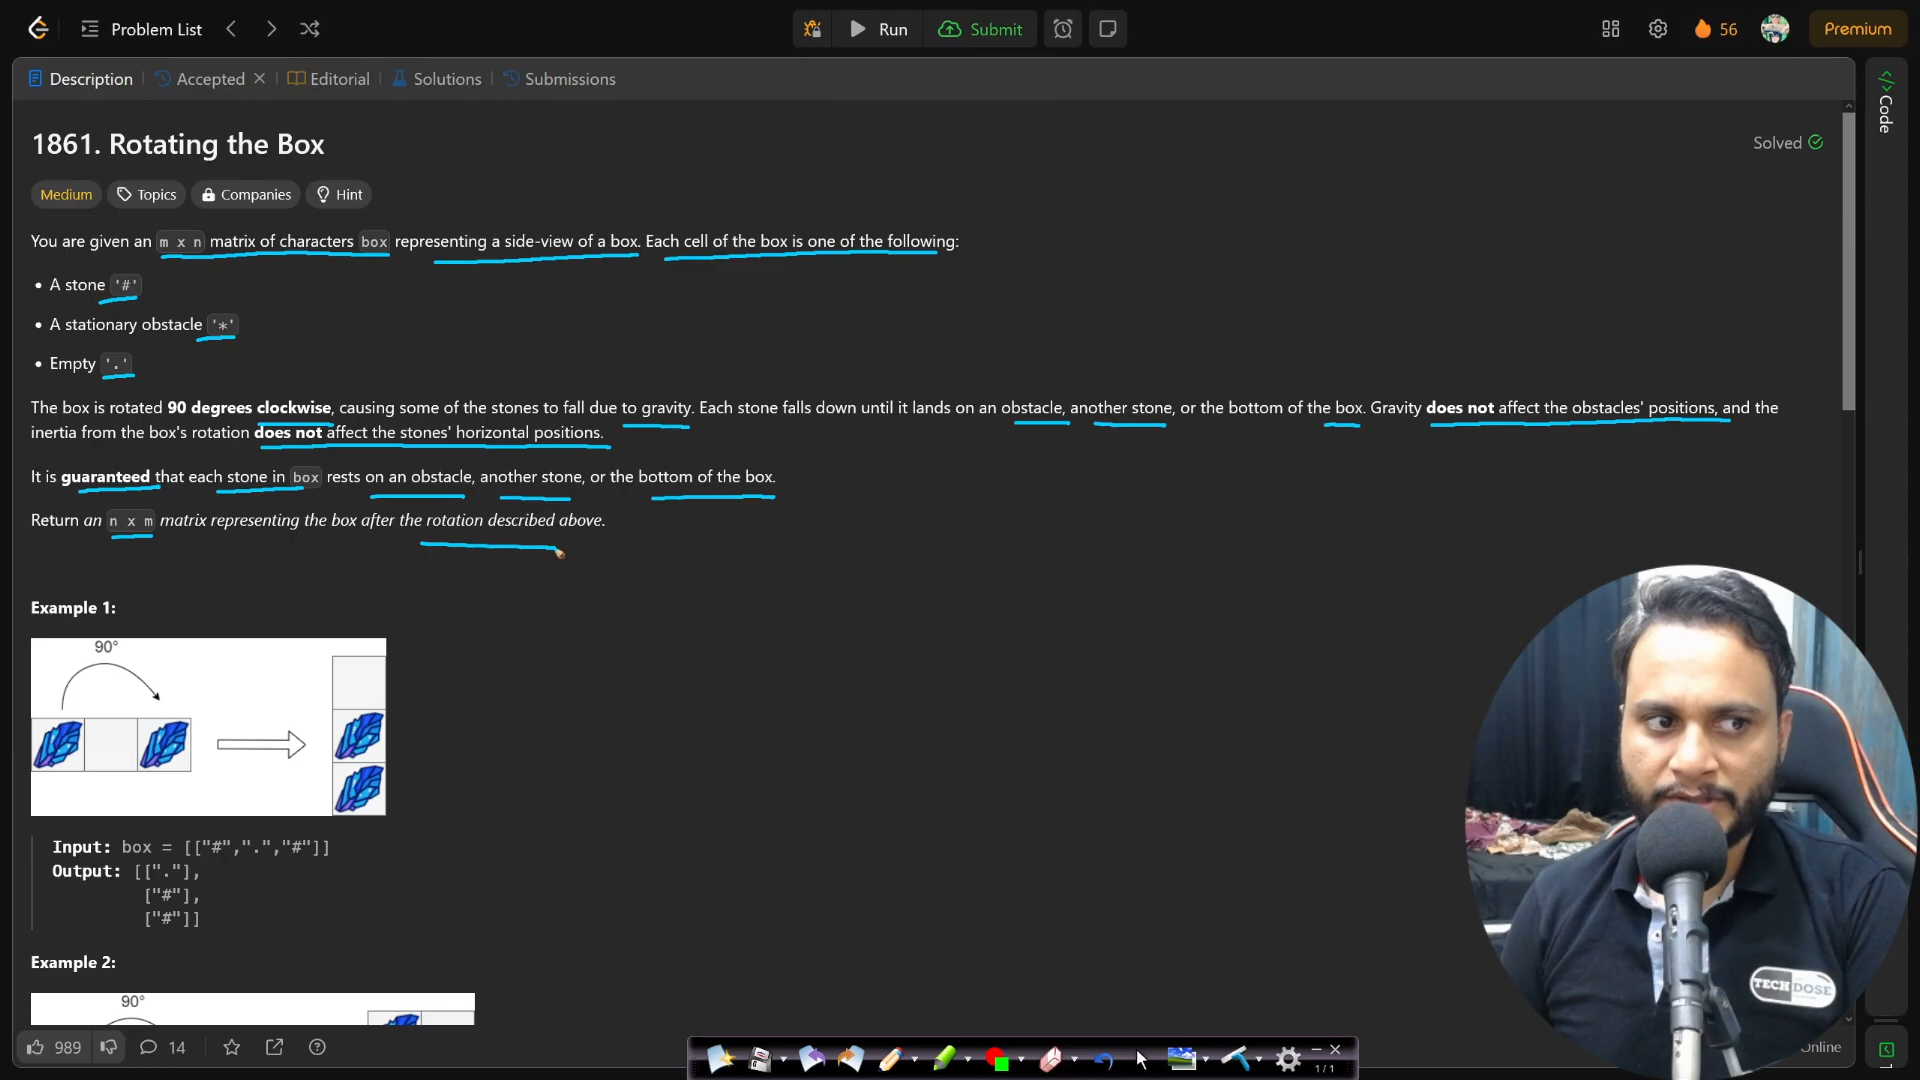 Problem List
Run
Submit
56
Premium
Description
Accepted
Editorial
Solutions
Submissions
Code
1861. Rotating the Box
Solved
Medium
Topics
Companies
Hint
You are given an m x n matrix of characters box representing a side-view of a box. Each cell of the box is one of the following:
• A stone '#'
• A stationary obstacle '*'
• Empty '.'
The box is rotated 90 degrees clockwise, causing some of the stones to fall due to gravity. Each stone falls down until it lands on an obstacle, another stone, or the bottom of the box. Gravity does not affect the obstacles' positions, and the
inertia from the box's rotation does not affect the stones' horizontal positions.
It is guaranteed that each stone in box rests on an obstacle, another stone, or the bottom of the box.
Return an n x m matrix representing the box after the rotation described above.
Example 1:
90°
Input: box = [["#",".","#"]]
Output: [["."],
["#"],
["#"]]
Example 2:
90°
989
14
Online
1/1
TECH DOSE